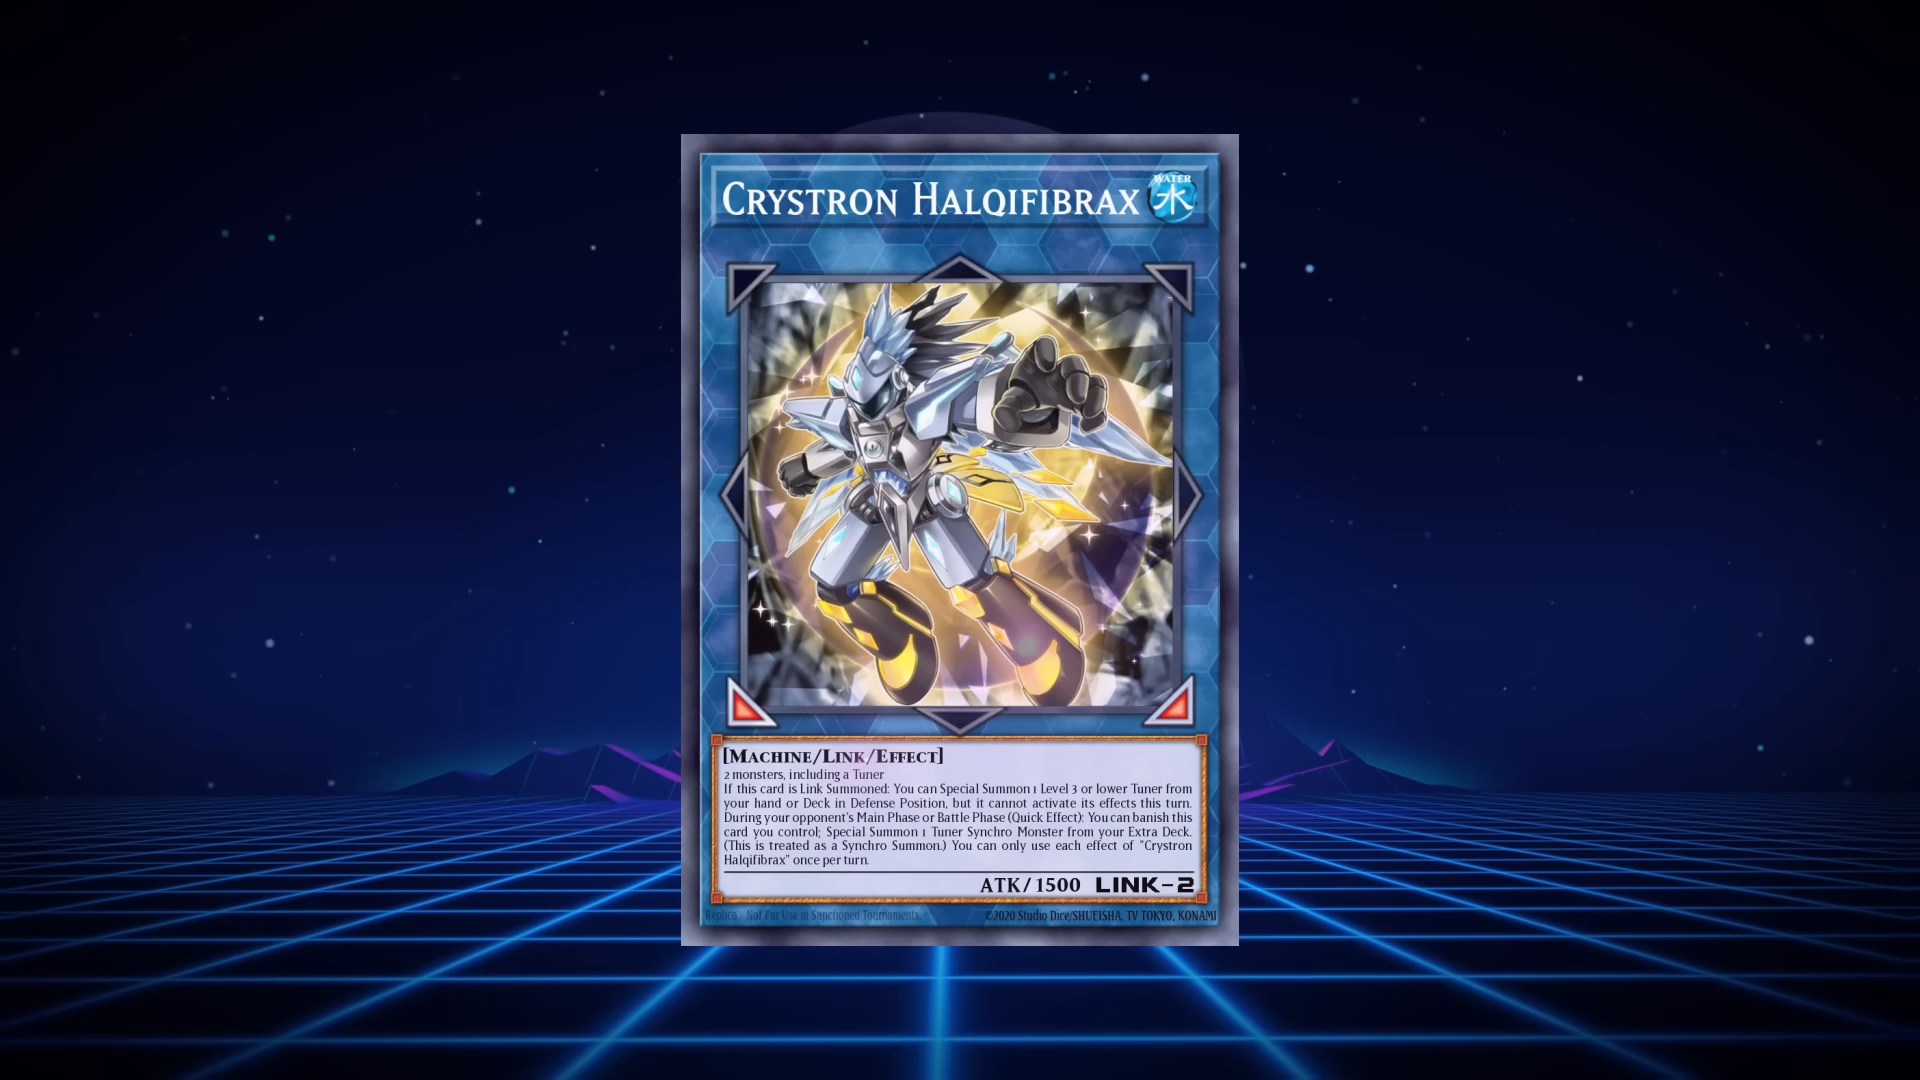 Crystron Halqifibrax
WATER
水
[Machine/Link/Effect]
2 monsters, including a Tuner
If this card is Link Summoned: You can Special Summon 1 Level 3 or lower Tuner from
your hand or Deck in Defense Position, but it cannot activate its effects this turn.
During your opponent's Main Phase or Battle Phase (Quick Effect): You can banish this
card you control; Special Summon 1 Tuner Synchro Monster from your Extra Deck.
(This is treated as a Synchro Summon.) You can only use each effect of "Crystron
Halqifibrax" once per turn.
ATK/1500 LINK-2
Replica - Not For Use in Sanctioned Tournaments.
©2020 Studio Dice/SHUEISHA, TV TOKYO, KONAMI